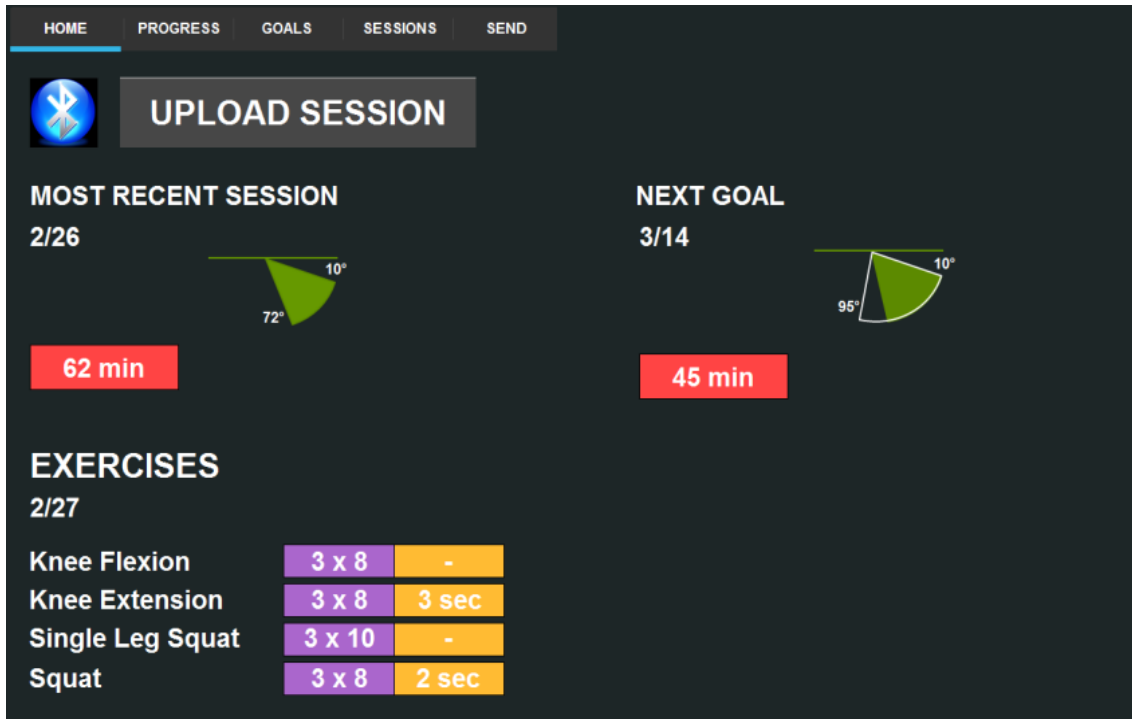 HOME PROGRESS GOALS SESSIONS SEND
UPLOAD SESSION
MOST RECENT SESSION
2/26
10°
72°
62 min
NEXT GOAL
3/14
10°
95°
45 min
EXERCISES
2/27
Knee Flexion 3 x 8 -
Knee Extension 3 x 8 3 sec
Single Leg Squat 3 x 10 -
Squat 3 x 8 2 sec